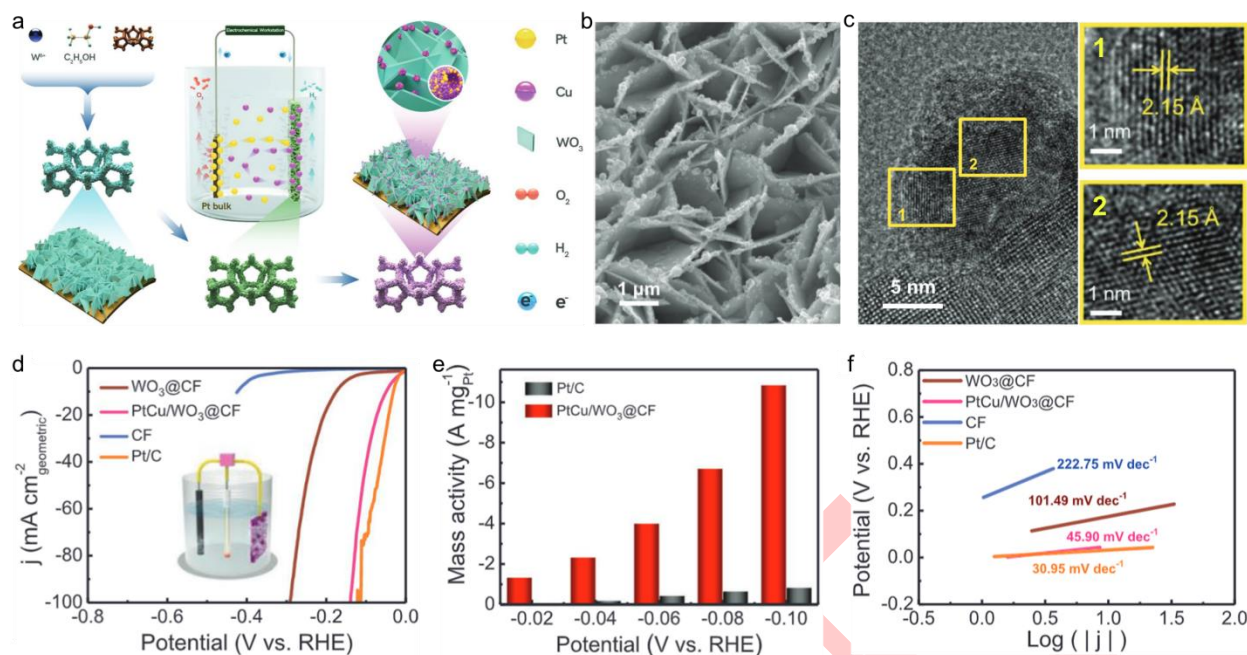 a
Electrochemical Workstation
W⁶⁺
C₂H₅OH
O₂
H₂
Pt bulk
Pt
Cu
WO₃
O₂
H₂
e⁻ e⁻
b
1 μm
c
1
2
5 nm
1
2.15 Å
1 nm
2
2.15 Å
1 nm
d
WO₃@CF
PtCu/WO₃@CF
CF
Pt/C
j (mA cm⁻²geometric)
0
-20
-40
-60
-80
-100
-0.8 -0.6 -0.4 -0.2 0.0
Potential (V vs. RHE)
e
Pt/C
PtCu/WO₃@CF
Mass activity (A mg⁻¹Pt)
-10
-8
-6
-4
-2
0
-0.02 -0.04 -0.06 -0.08 -0.10
Potential (V vs. RHE)
f
WO₃@CF
PtCu/WO₃@CF
CF
Pt/C
222.75 mV dec⁻¹
101.49 mV dec⁻¹
45.90 mV dec⁻¹
30.95 mV dec⁻¹
Potential (V vs. RHE)
0.8
0.6
0.4
0.2
0.0
-0.2
-0.5 0.0 0.5 1.0 1.5 2.0
Log ( | j | )